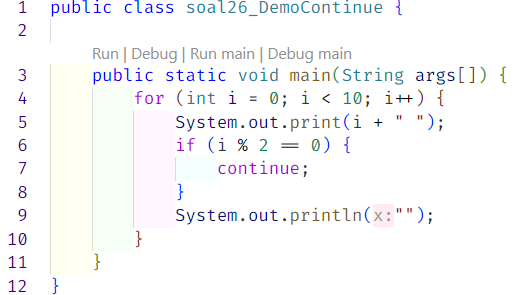 1 public class soal26_DemoContinue {
2
Run | Debug | Run main | Debug main
3 public static void main(String args[]) {
4 for (int i = 0; i < 10; i++) {
5 System.out.print(i + " ");
6 if (i % 2 == 0) {
7 continue;
8 }
9 System.out.println(x:"");
10 }
11 }
12 }